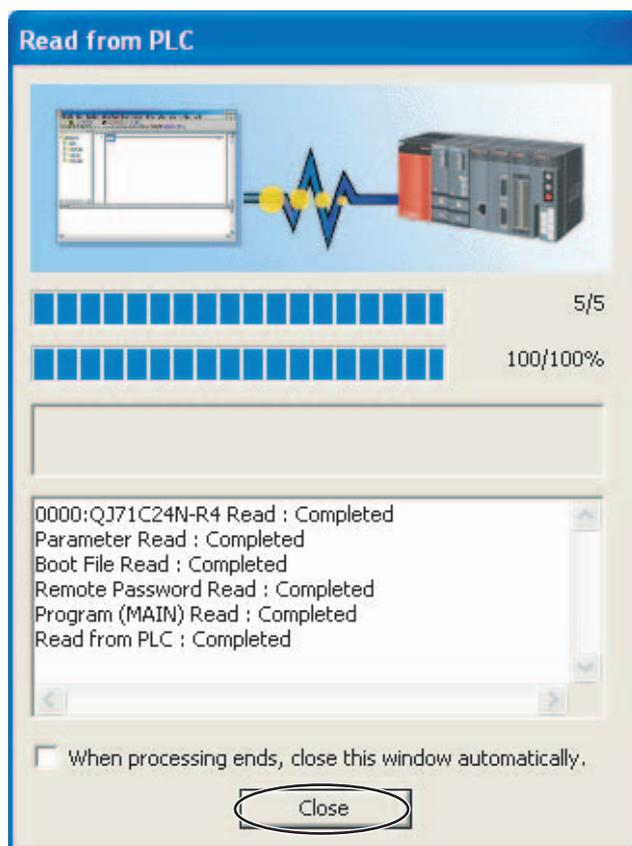 Read from PLC
5/5
100/100%
0000:QJ71C24N-R4 Read : Completed
Parameter Read : Completed
Boot File Read : Completed
Remote Password Read : Completed
Program (MAIN) Read : Completed
Read from PLC : Completed
When processing ends, close this window automatically.
Close